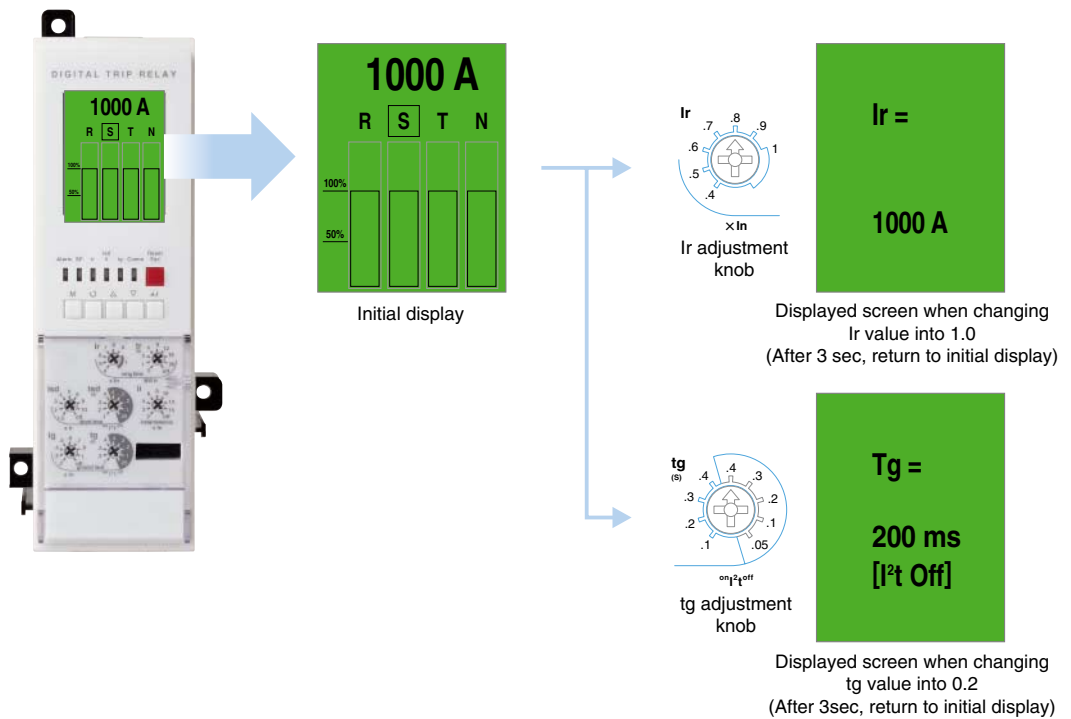 DIGITAL TRIP RELAY
1000 A
R S T N
100%
50%
1000 A
R S T N
100%
50%
Initial display
Ir
.4 .5 .6 .7 .8 .9 1
×In
Ir adjustment
knob
Ir =
1000 A
Displayed screen when changing
Ir value into 1.0
(After 3 sec, return to initial display)
tg
(S)
.1 .2 .3 .4 .4 .3 .2 .1 .05
on I²t off
tg adjustment
knob
Tg =
200 ms
[I²t Off]
Displayed screen when changing
tg value into 0.2
(After 3sec, return to initial display)